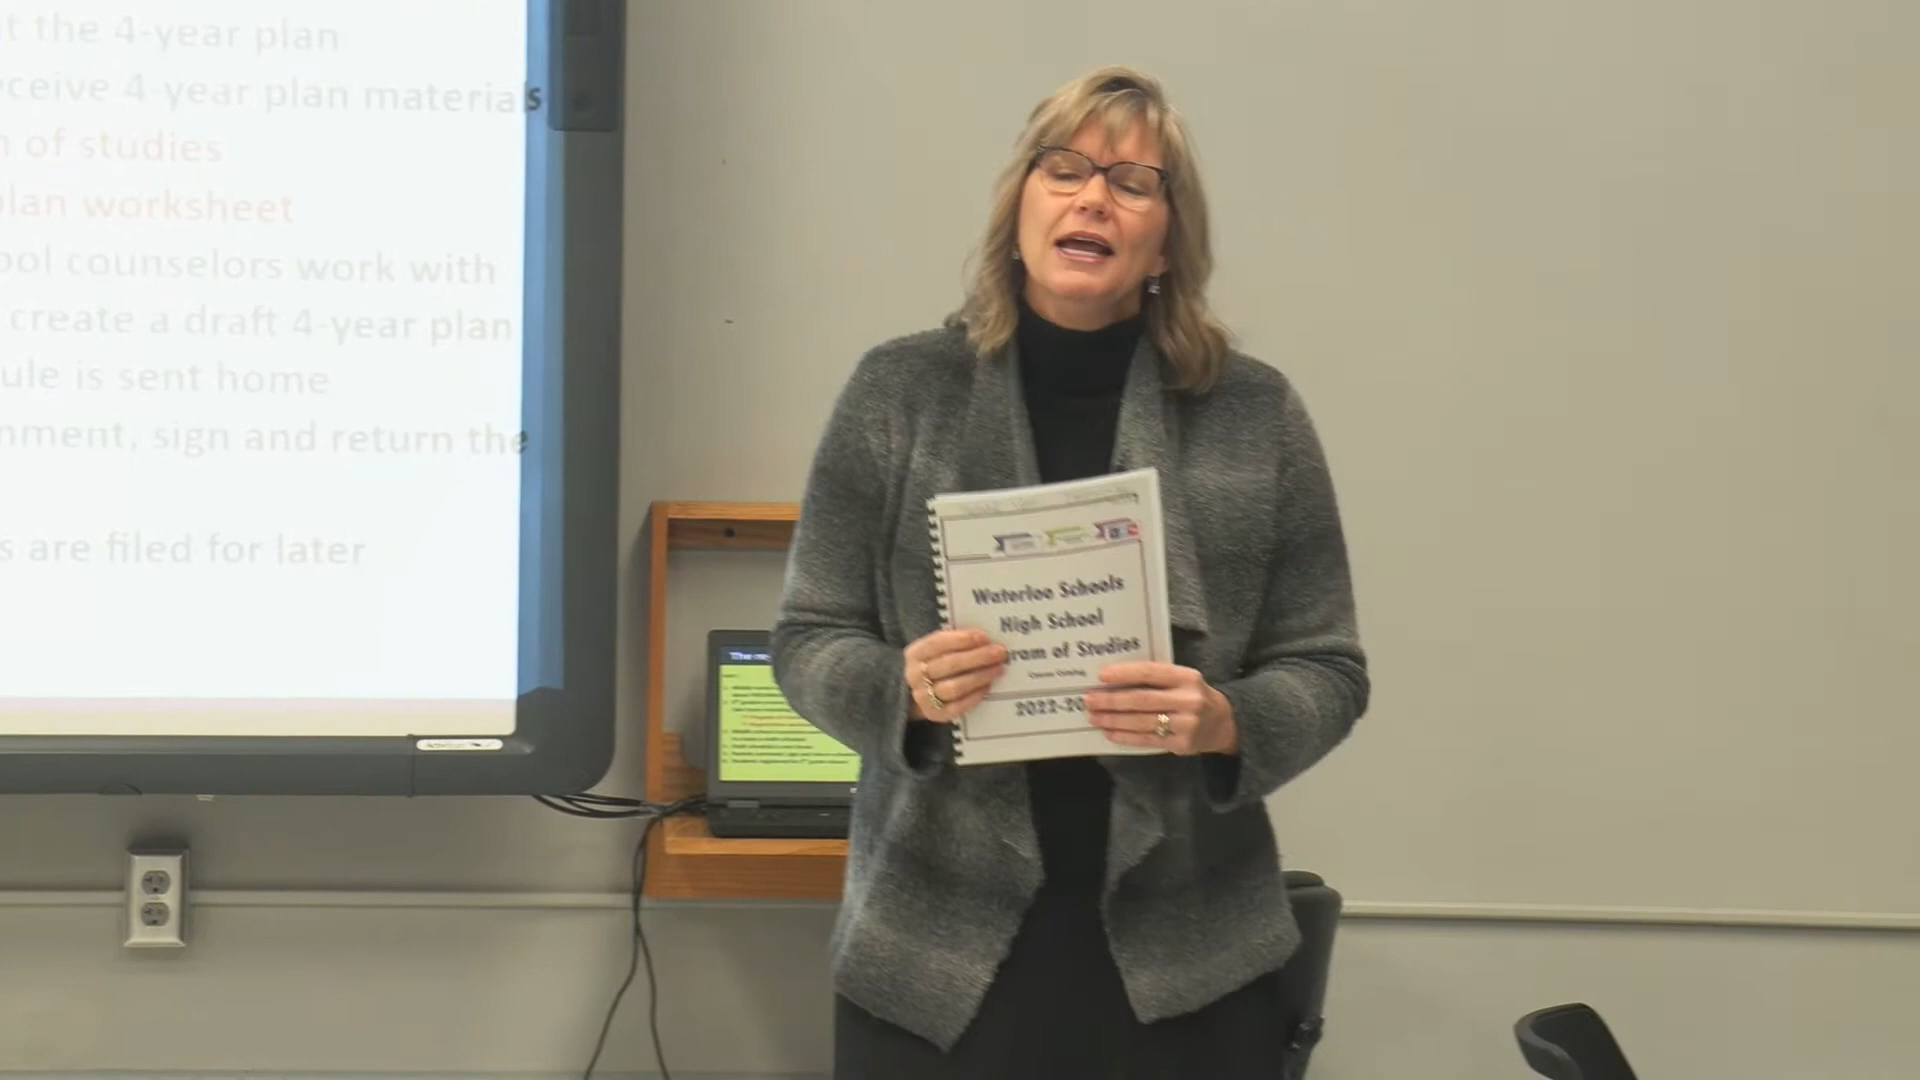 t the 4-year plan
ceive 4-year plan materials
n of studies
plan worksheet
ool counselors work with
create a draft 4-year plan
ule is sent home
nment, sign and return the
s are filed for later
Waterloo Schools
High School
gram of Studies
Course Catalog
2022-20